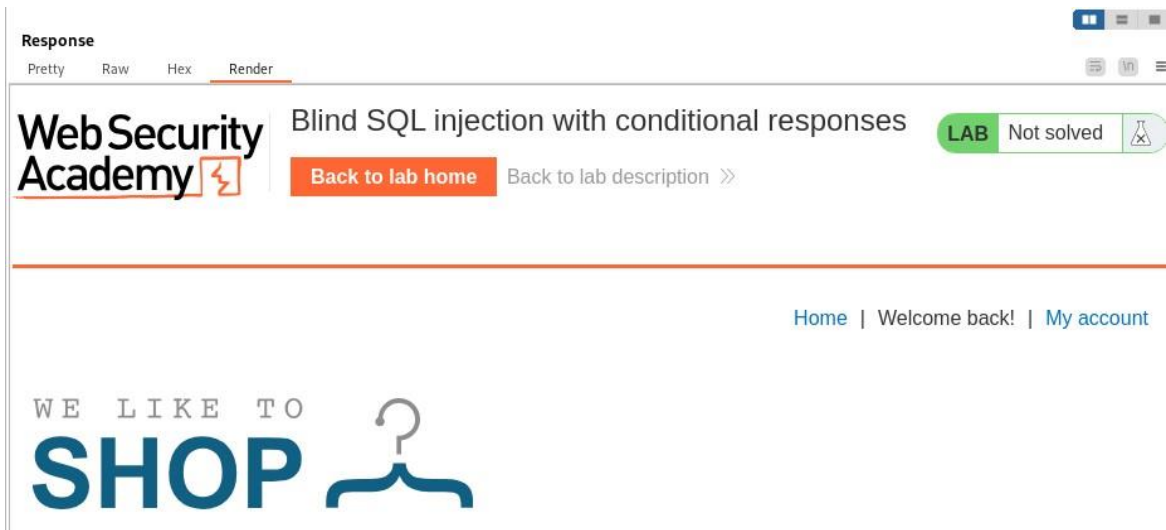 Response
Pretty Raw Hex Render
\n
Web Security
Academy
Blind SQL injection with conditional responses
LAB Not solved
Back to lab home Back to lab description
Home | Welcome back! | My account
WE LIKE TO
SHOP